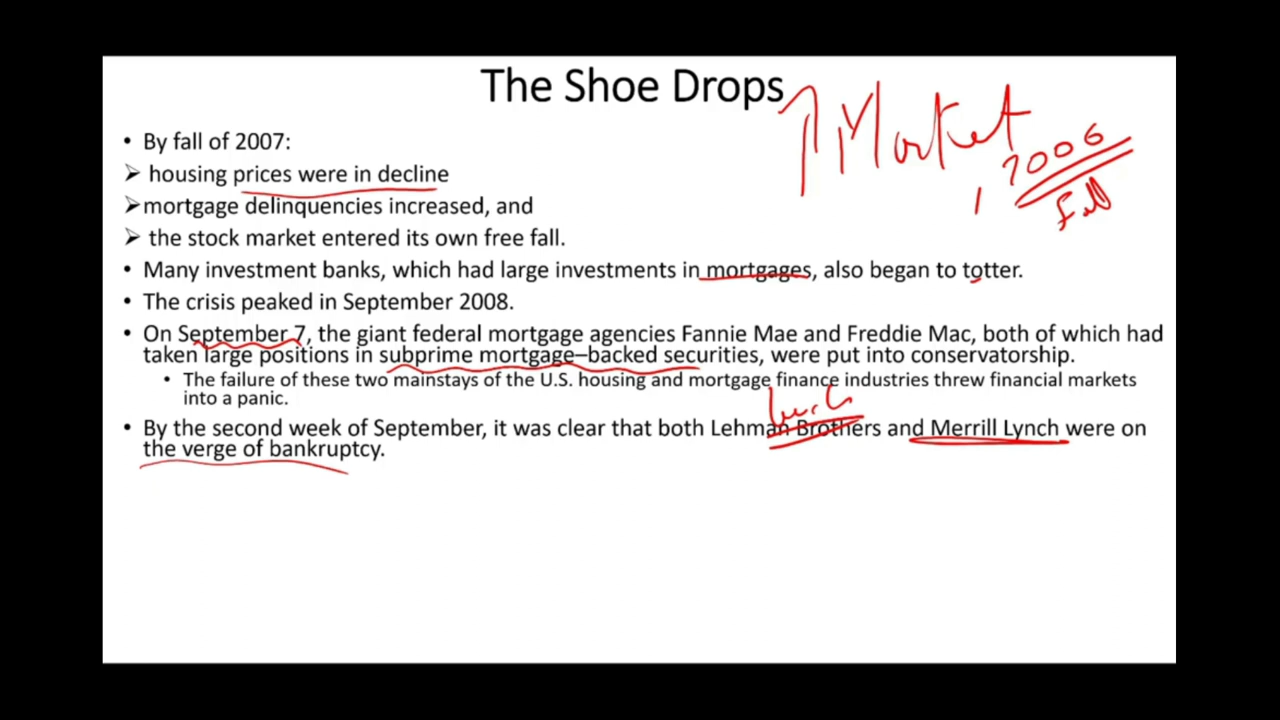 The Shoe Drops
↑ Market
, 2006
Fall
• By fall of 2007:
➢ housing prices were in decline
➢mortgage delinquencies increased, and
➢ the stock market entered its own free fall.
• Many investment banks, which had large investments in mortgages, also began to totter.
• The crisis peaked in September 2008.
• On September 7, the giant federal mortgage agencies Fannie Mae and Freddie Mac, both of which had
taken large positions in subprime mortgage–backed securities, were put into conservatorship.
• The failure of these two mainstays of the U.S. housing and mortgage finance industries threw financial markets
into a panic.
• By the second week of September, it was clear that both Lehman Brothers and Merrill Lynch were on
the verge of bankruptcy.